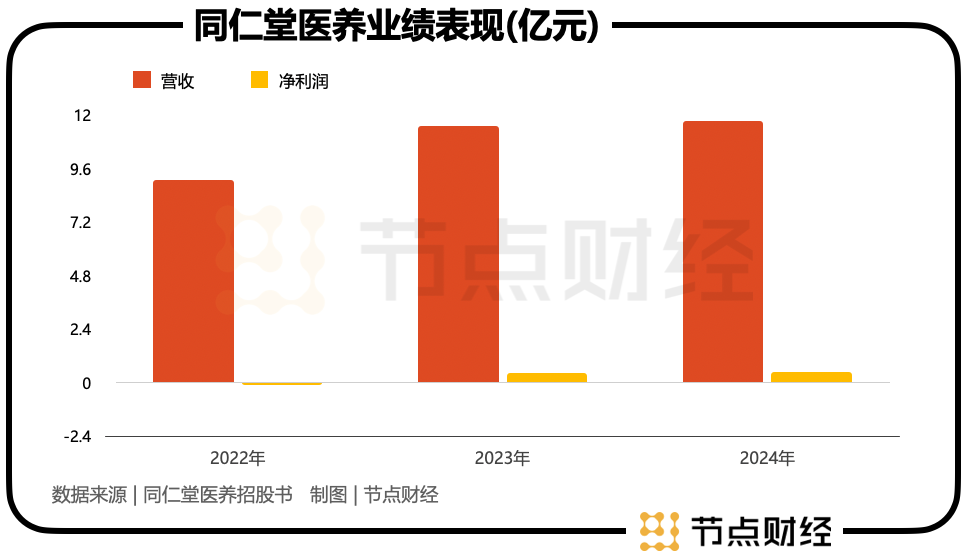 同仁堂医养业绩表现(亿元)
营收 净利润
12
9.6
7.2
4.8
2.4
0
-2.4
节点财经
2022年 2023年 2024年
数据来源 | 同仁堂医养招股书 制图 | 节点财经
节点财经